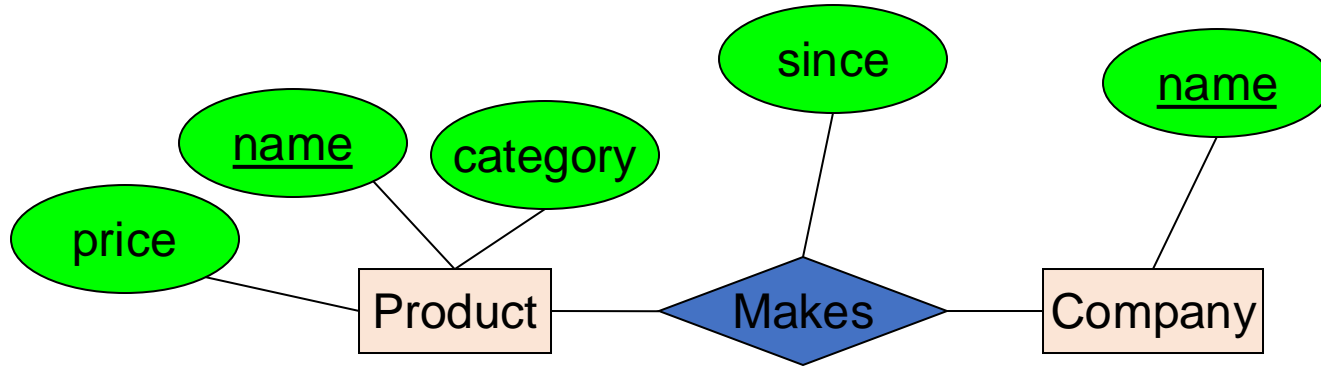 since
name
name
category
price
Product
Makes
Company